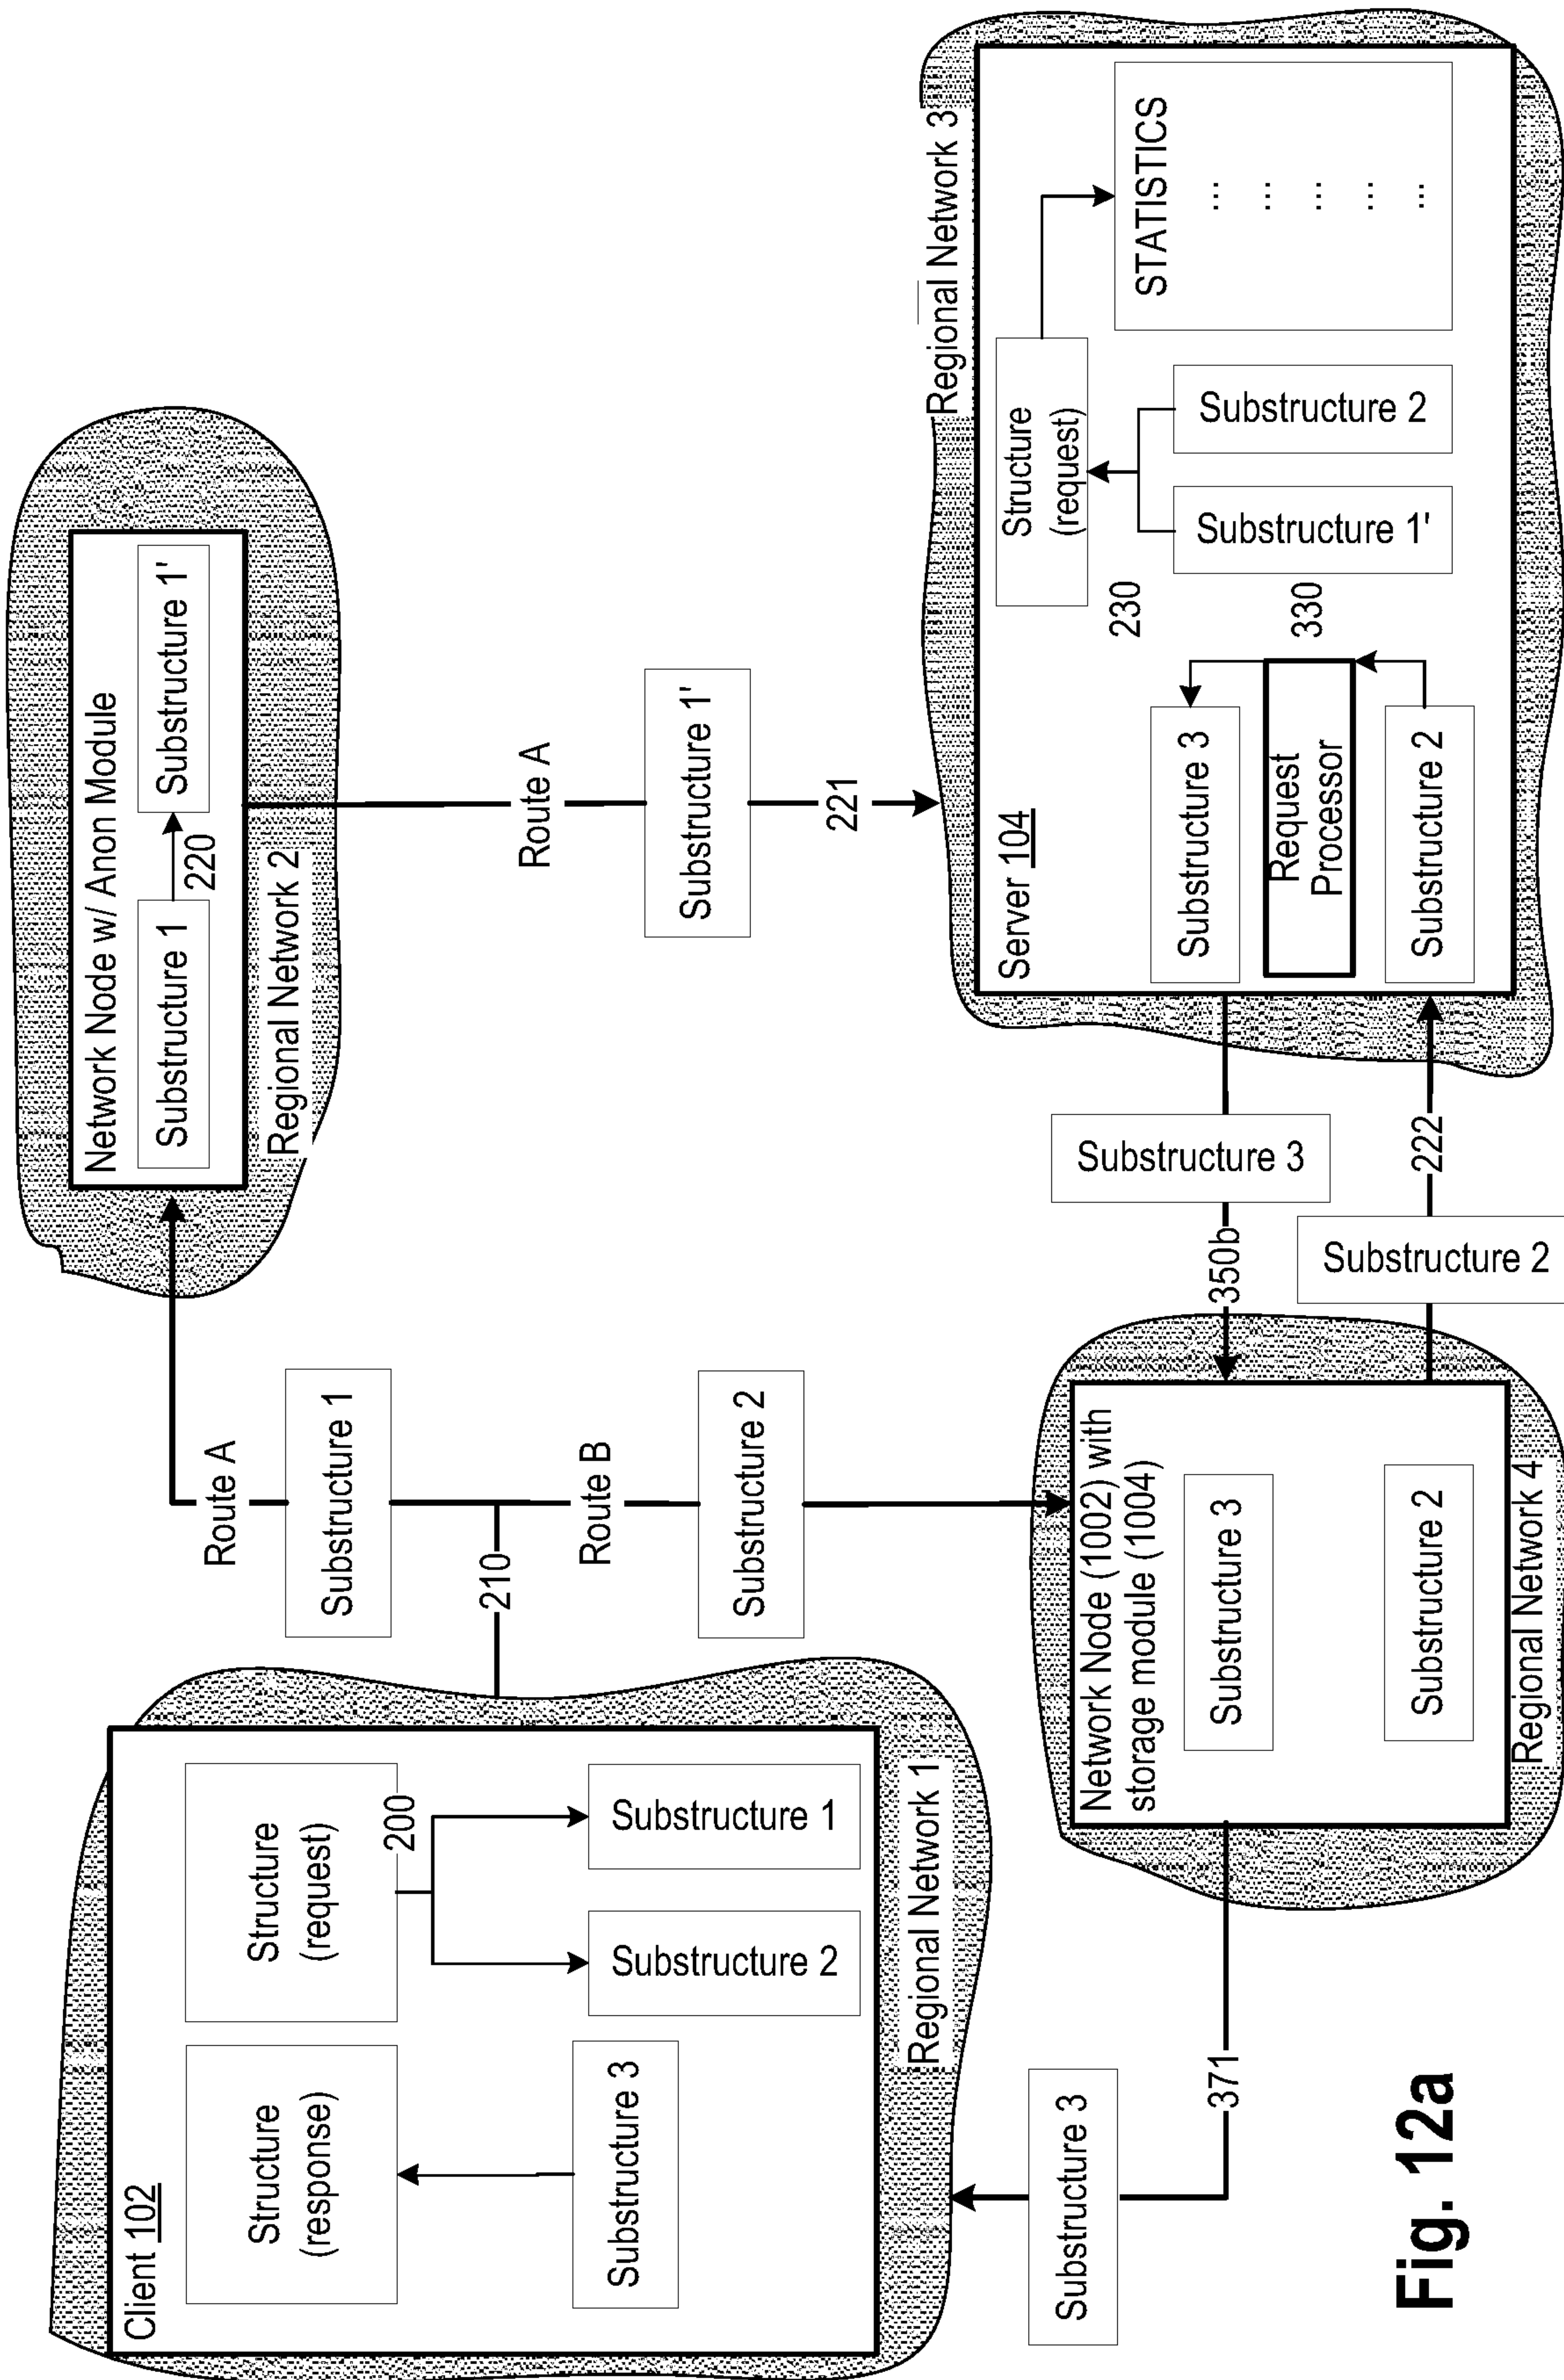 Client 102
Structure
(response)
Substructure 3
Structure
(request)
200
Substructure 2
Substructure 1
Regional Network 1
210
Route A
Substructure 1
Route B
Substructure 2
Network Node w/ Anon Module
Substructure 1
220
Substructure 1'
Regional Network 2
Route A
Substructure 1'
221
Substructure 3
371
Network Node (1002) with
storage module (1004)
Substructure 3
Substructure 2
Regional Network 4
350b
Substructure 3
Substructure 2
222
Server 104
Substructure 3
Request
Processor
Substructure 2
230
330
Structure
(request)
Substructure 1'
Substructure 2
STATISTICS
...
...
...
...
...
Regional Network 3
Fig. 12a